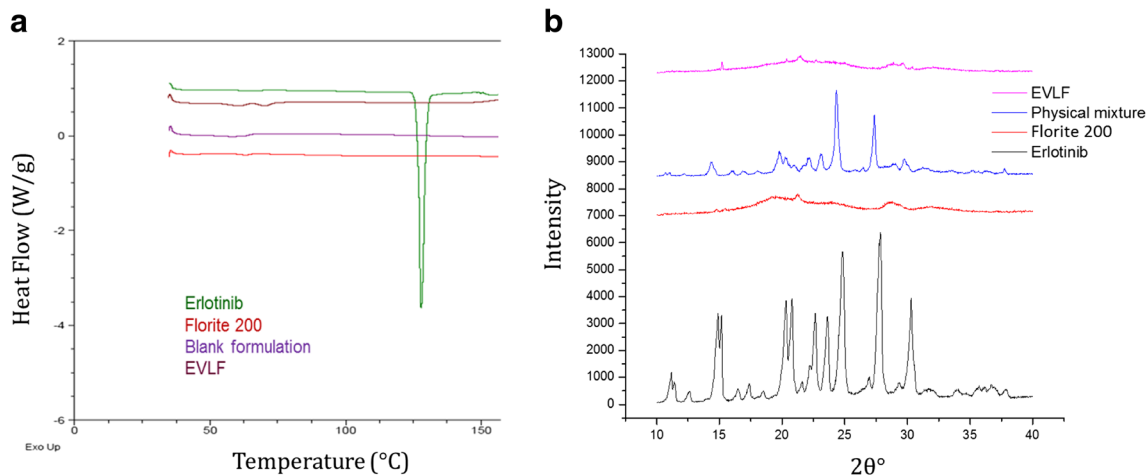 a
2
0
-2
-4
-6
Heat Flow (W/g)
Erlotinib
Florite 200
Blank formulation
EVLF
0
50
100
150
Exo Up
Temperature (°C)
b
13000
12000
11000
10000
9000
8000
7000
6000
5000
4000
3000
2000
1000
0
Intensity
EVLF
Physical mixture
Florite 200
Erlotinib
10
15
20
25
30
35
40
2θ°